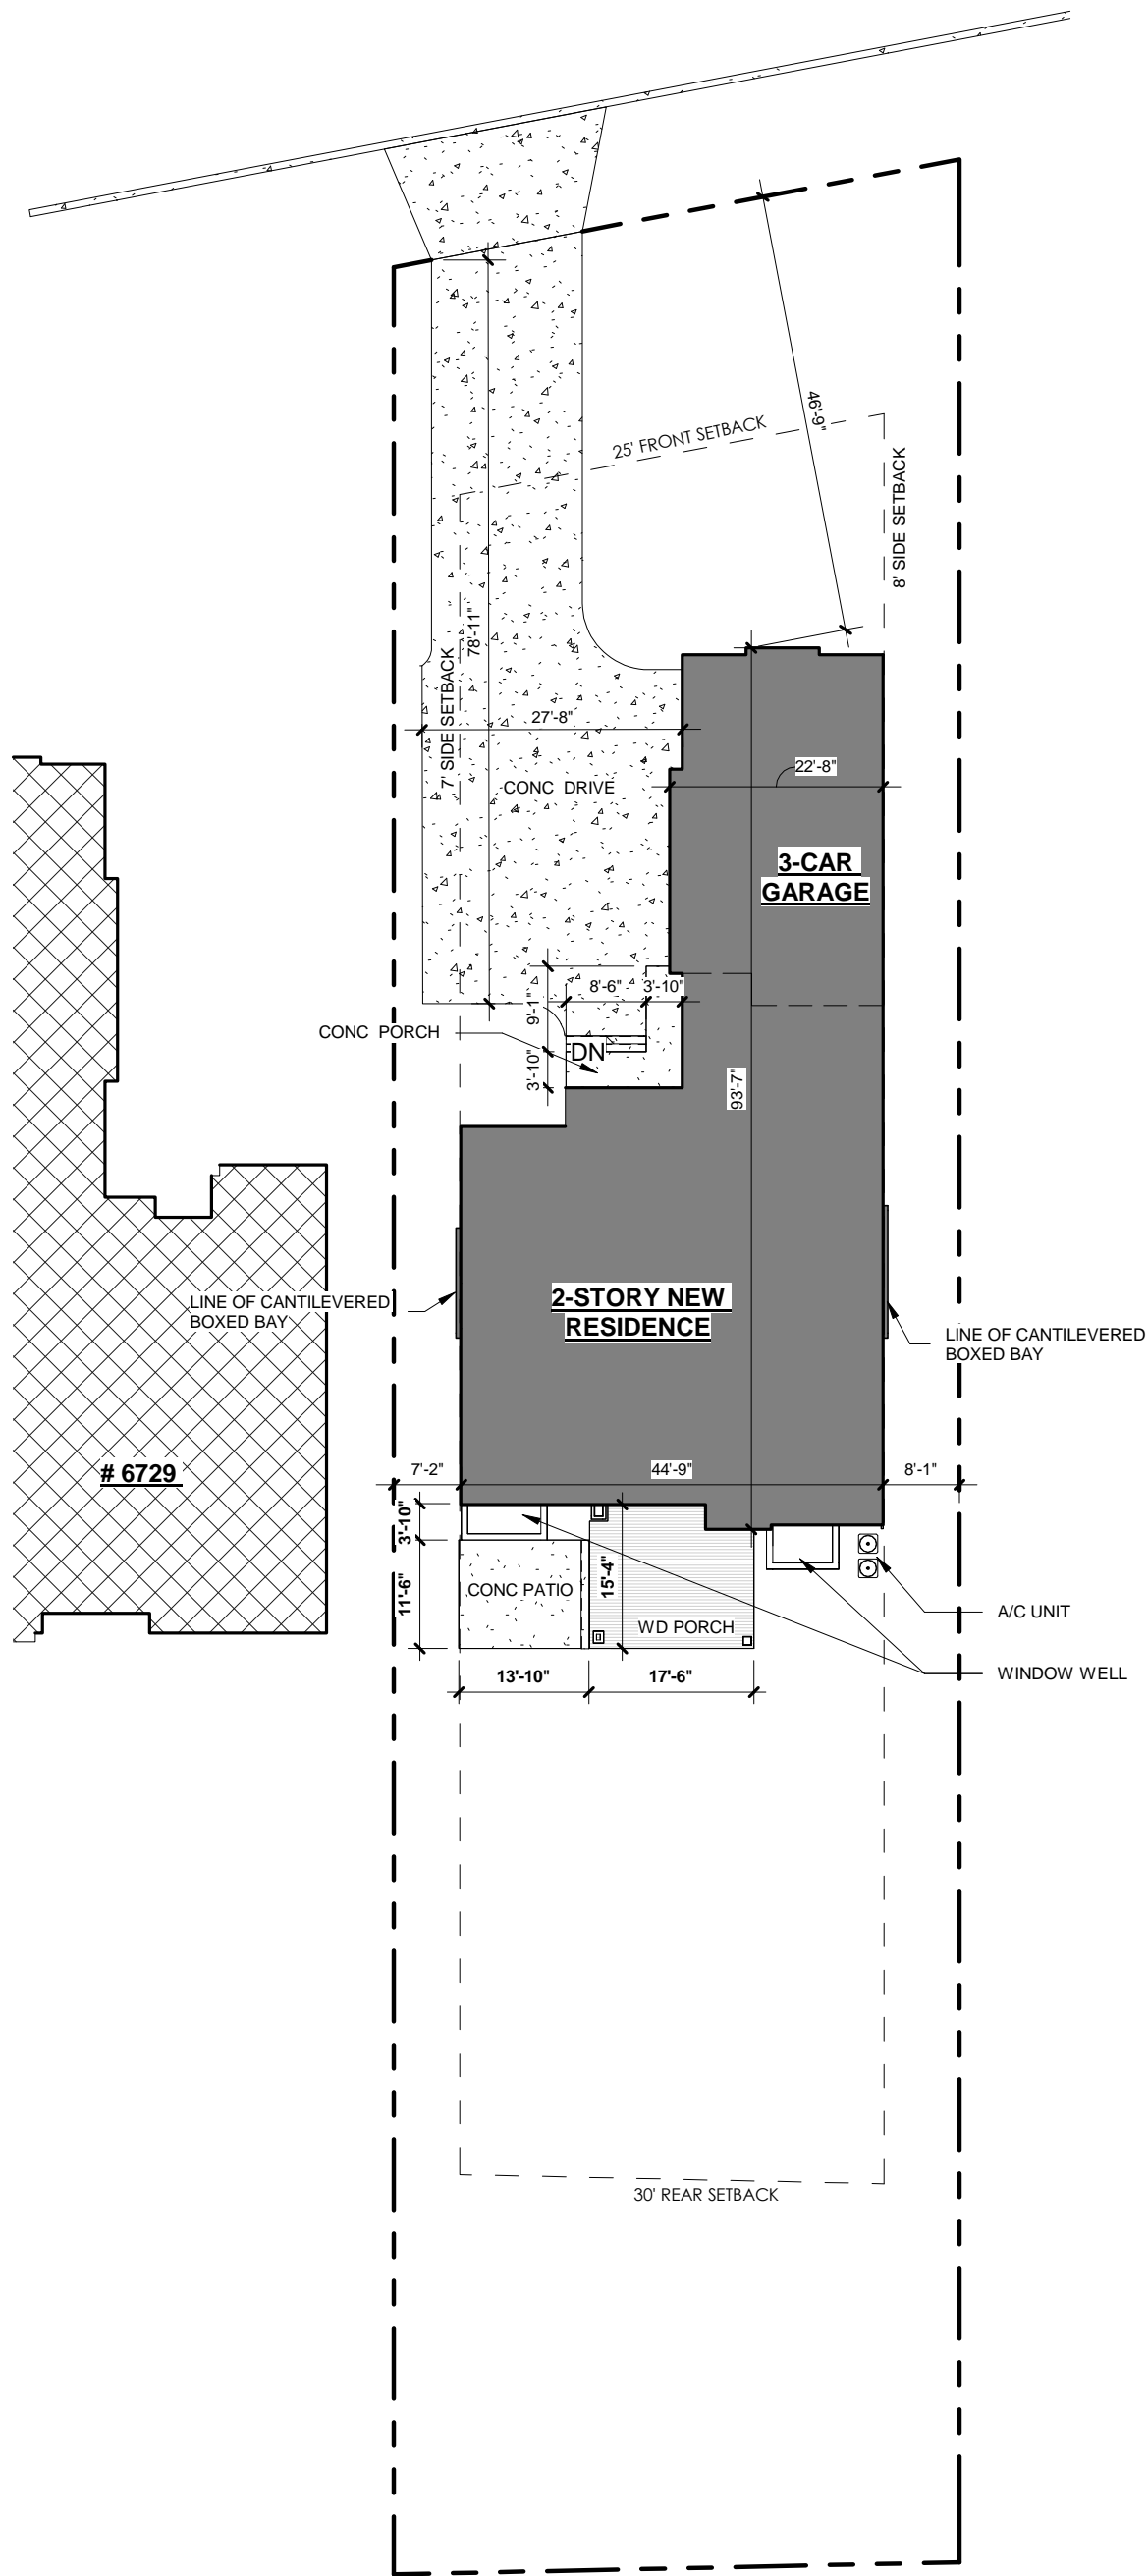 46'-9"
25' FRONT SETBACK
8' SIDE SETBACK
7' SIDE SETBACK
78'-11"
27'-8"
22'-8"
CONC DRIVE
3-CAR
GARAGE
8'-6"
3'-10"
9'-1"
CONC PORCH
DN
3'-10"
93'-7"
LINE OF CANTILEVERED
BOXED BAY
2-STORY NEW
RESIDENCE
LINE OF CANTILEVERED
BOXED BAY
# 6729
7'-2"
44'-9"
8'-1"
3'-10"
11'-6"
CONC PATIO
15'-4"
WD PORCH
A/C UNIT
13'-10"
17'-6"
WINDOW WELL
30' REAR SETBACK